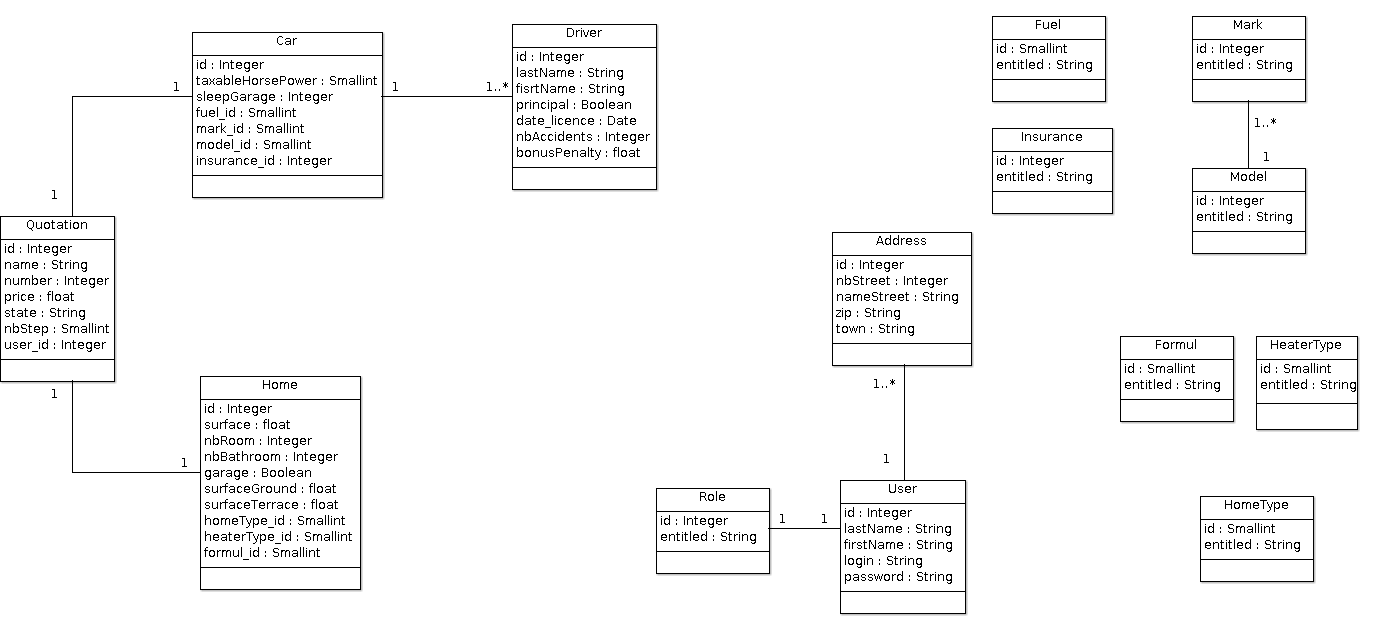 Car
id : Integer
taxableHorsePower : Smallint
sleepGarage : Integer
fuel_id : Smallint
mark_id : Smallint
model_id : Smallint
insurance_id : Integer
1
1
1..*
Driver
id : Integer
lastName : String
fisrtName : String
principal : Boolean
date_licence : Date
nbAccidents : Integer
bonusPenalty : float
Fuel
id : Smallint
entitled : String
Mark
id : Integer
entitled : String
1..*
1
Insurance
id : Integer
entitled : String
Model
id : Integer
entitled : String
1
Quotation
id : Integer
name : String
number : Integer
price : float
state : String
nbStep : Smallint
user_id : Integer
1
1
Home
id : Integer
surface : float
nbRoom : Integer
nbBathroom : Integer
garage : Boolean
surfaceGround : float
surfaceTerrace : float
homeType_id : Smallint
heaterType_id : Smallint
formul_id : Smallint
Address
id : Integer
nbStreet : Integer
nameStreet : String
zip : String
town : String
1..*
1
Formul
id : Smallint
entitled : String
HeaterType
id : Smallint
entitled : String
Role
id : Integer
entitled : String
1
1
User
id : Integer
lastName : String
firstName : String
login : String
password : String
HomeType
id : Smallint
entitled : String